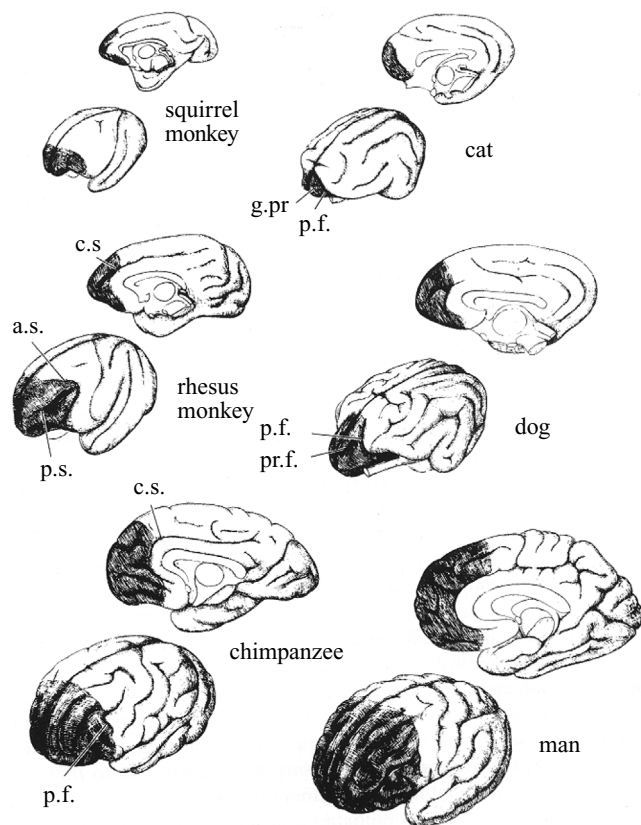 squirrel
monkey
cat
g.pr
p.f.
c.s
a.s.
rhesus
monkey
p.s.
p.f.
pr.f.
dog
c.s.
chimpanzee
p.f.
man